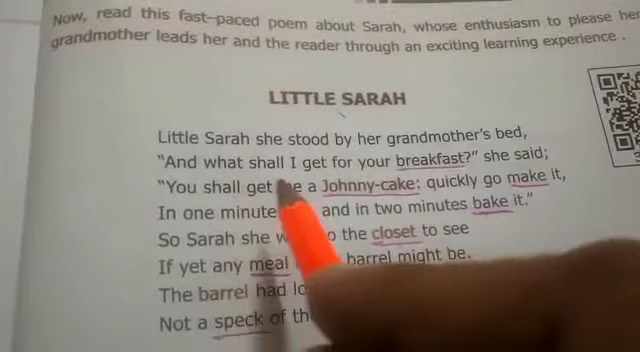 Now, read this fast-paced poem about Sarah, whose enthusiasm to please her
grandmother leads her and the reader through an exciting learning experience .
LITTLE SARAH
Little Sarah she stood by her grandmother's bed,
"And what shall I get for your breakfast?" she said;
"You shall get a Johnny-cake: quickly go make it,
In one minute and in two minutes bake it."
So Sarah she the closet to see
If yet any meal barrel might be.
The barrel had
Not a speck of